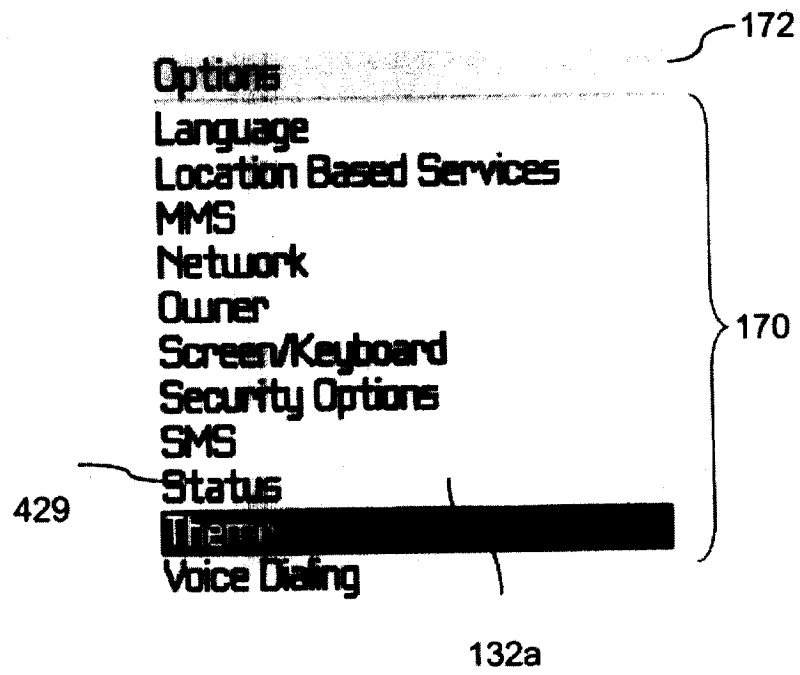 172
Options
Language
Location Based Services
MMS
Network
Owner
170
Screen/Keyboard
Security Options
SMS
Status
429
Theme
Voice Dialing
132a